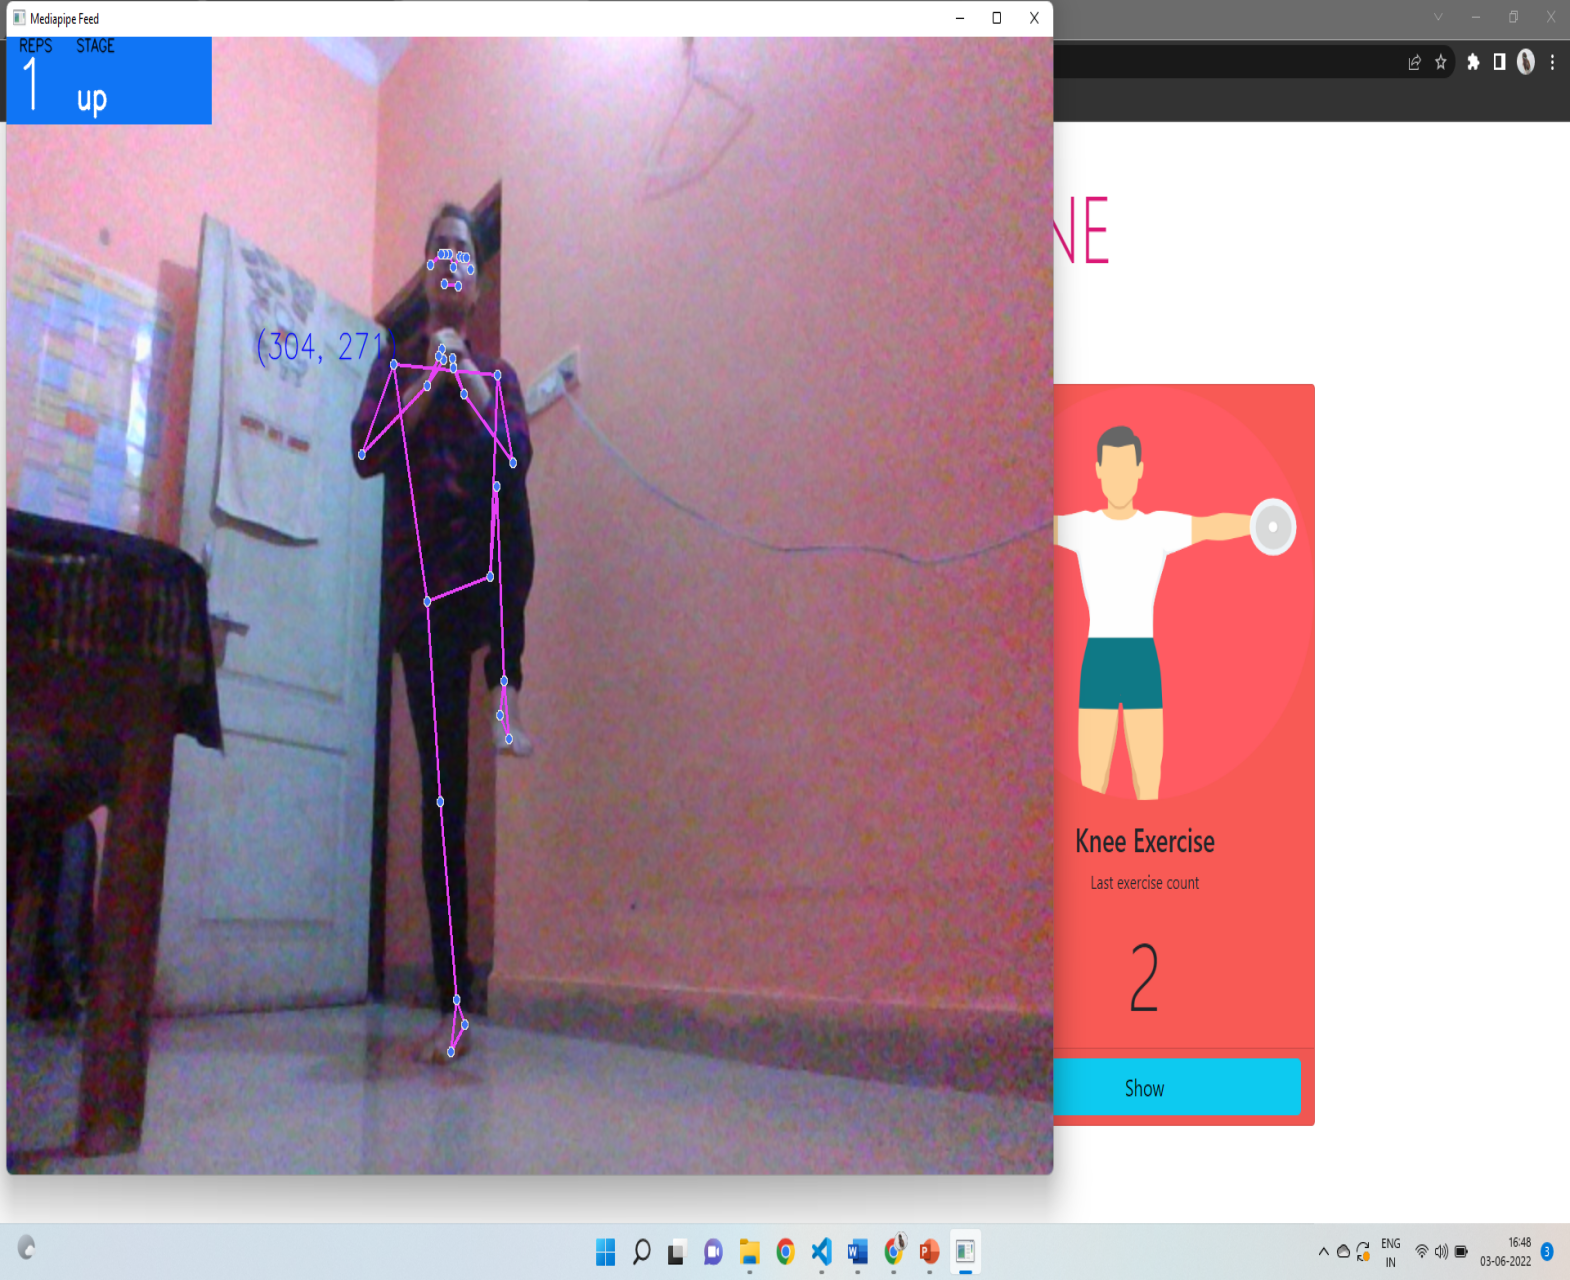 Mediapipe Feed
REPS STAGE
1 up
(304, 271
NE
Knee Exercise
Last exercise count
2
Show
ENG
IN
16:48
03-06-2022
3